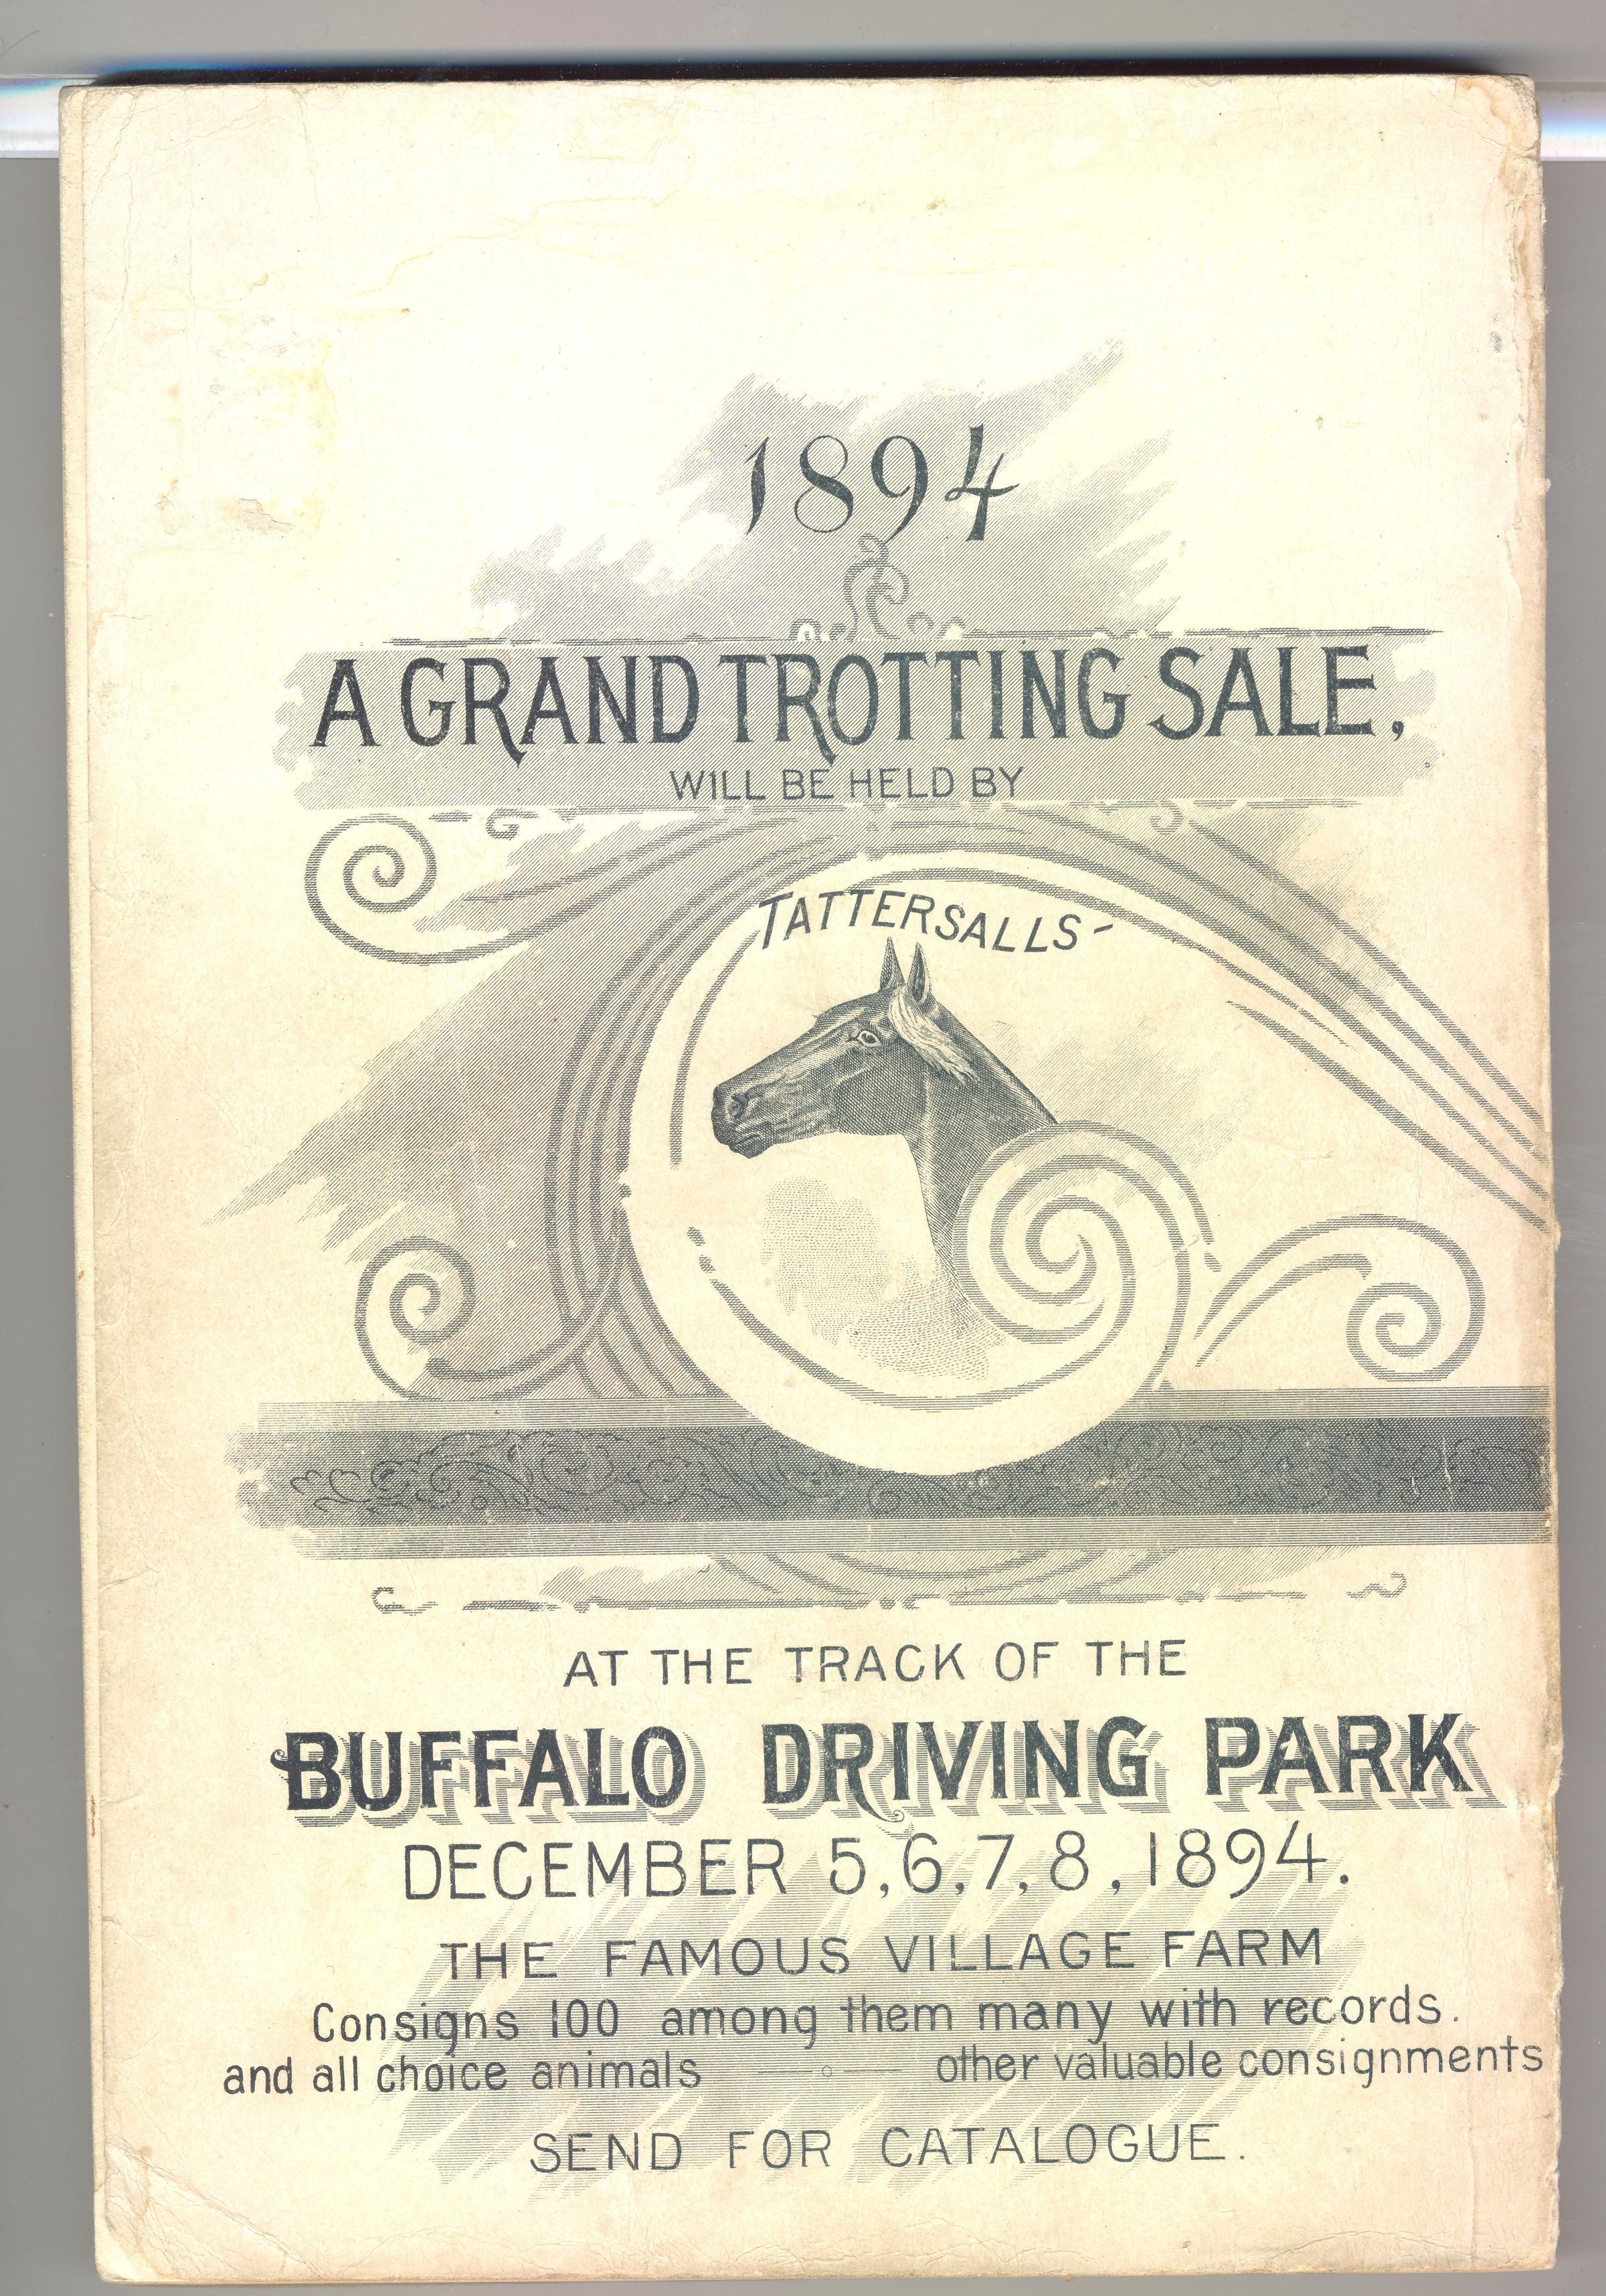 1894
A GRAND TROTTING SALE,
WILL BE HELD BY
TATTERSALLS-
AT THE TRACK OF THE
BUFFALO DRIVING PARK
DECEMBER 5,6,7,8,1894.
THE FAMOUS VILLAGE FARM
Consigns 100 among them many with records.
and all choice animals other valuable consignments
SEND FOR CATALOGUE.